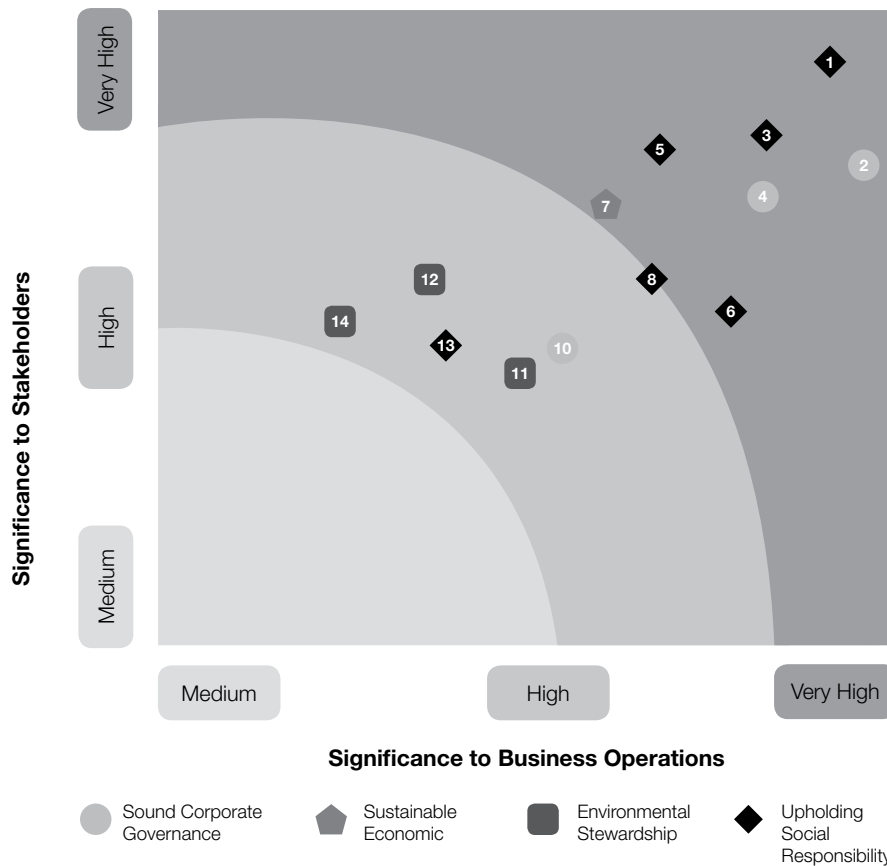 Very High
High
Medium
Significance to Stakeholders
1
3
5
2
4
7
12
8
6
14
13
10
11
Medium
High
Very High
Significance to Business Operations
Sound Corporate
Governance
Sustainable
Economic
Environmental
Stewardship
Upholding
Social
Responsibility